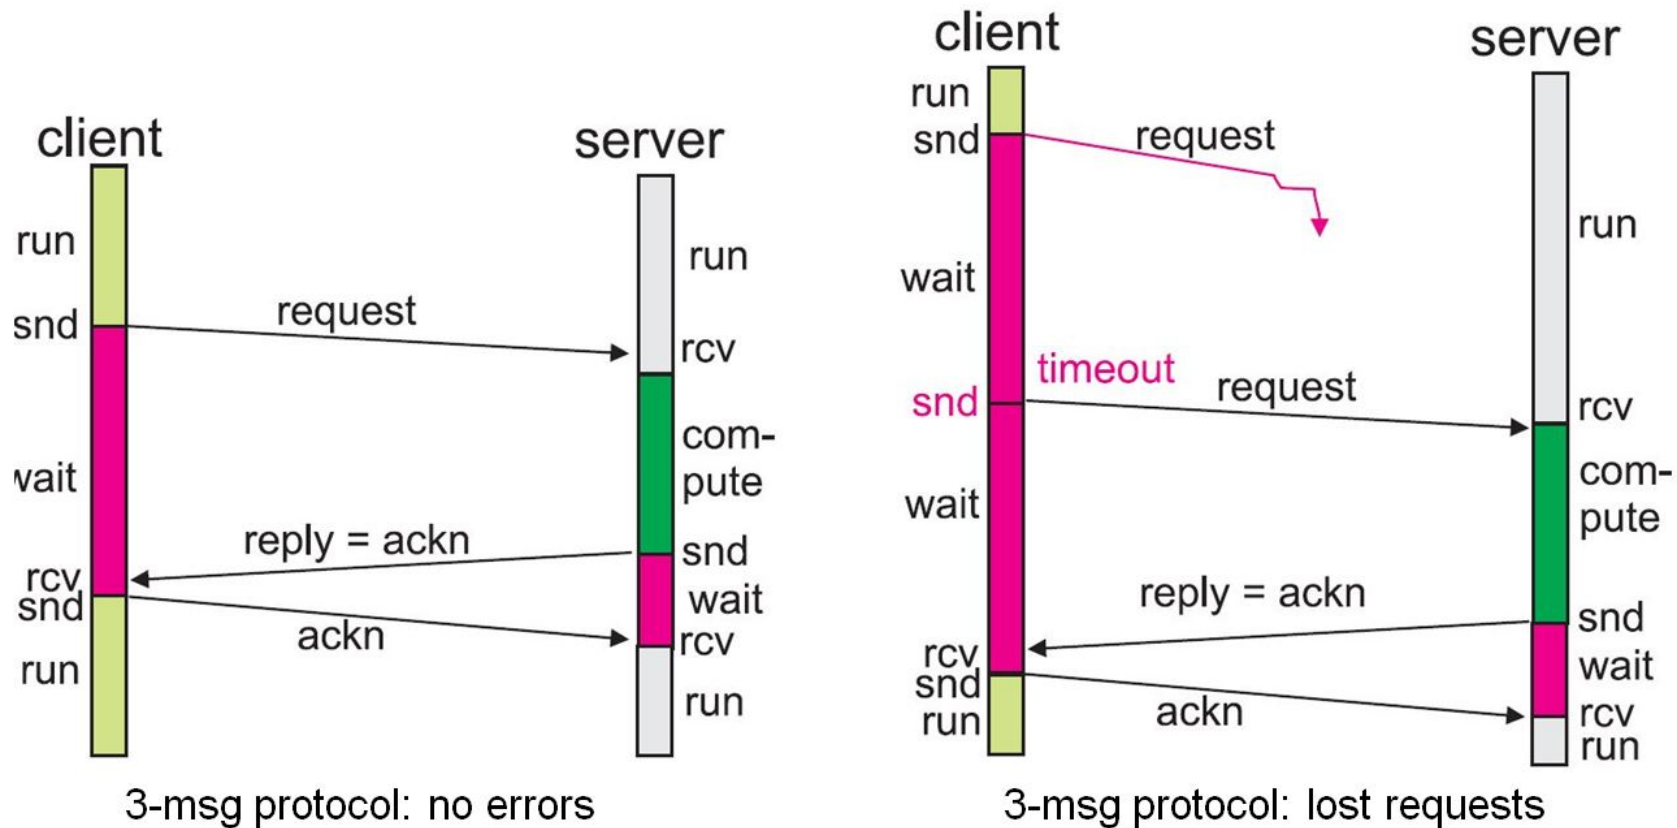 client
server
run
run
snd
request
rcv
com-
pute
wait
reply = ackn
snd
rcv
wait
snd
ackn
rcv
run
run
3-msg protocol: no errors
client
server
run
snd
request
run
wait
timeout
snd
request
rcv
com-
pute
wait
reply = ackn
snd
rcv
wait
snd
ackn
rcv
run
run
3-msg protocol: lost requests